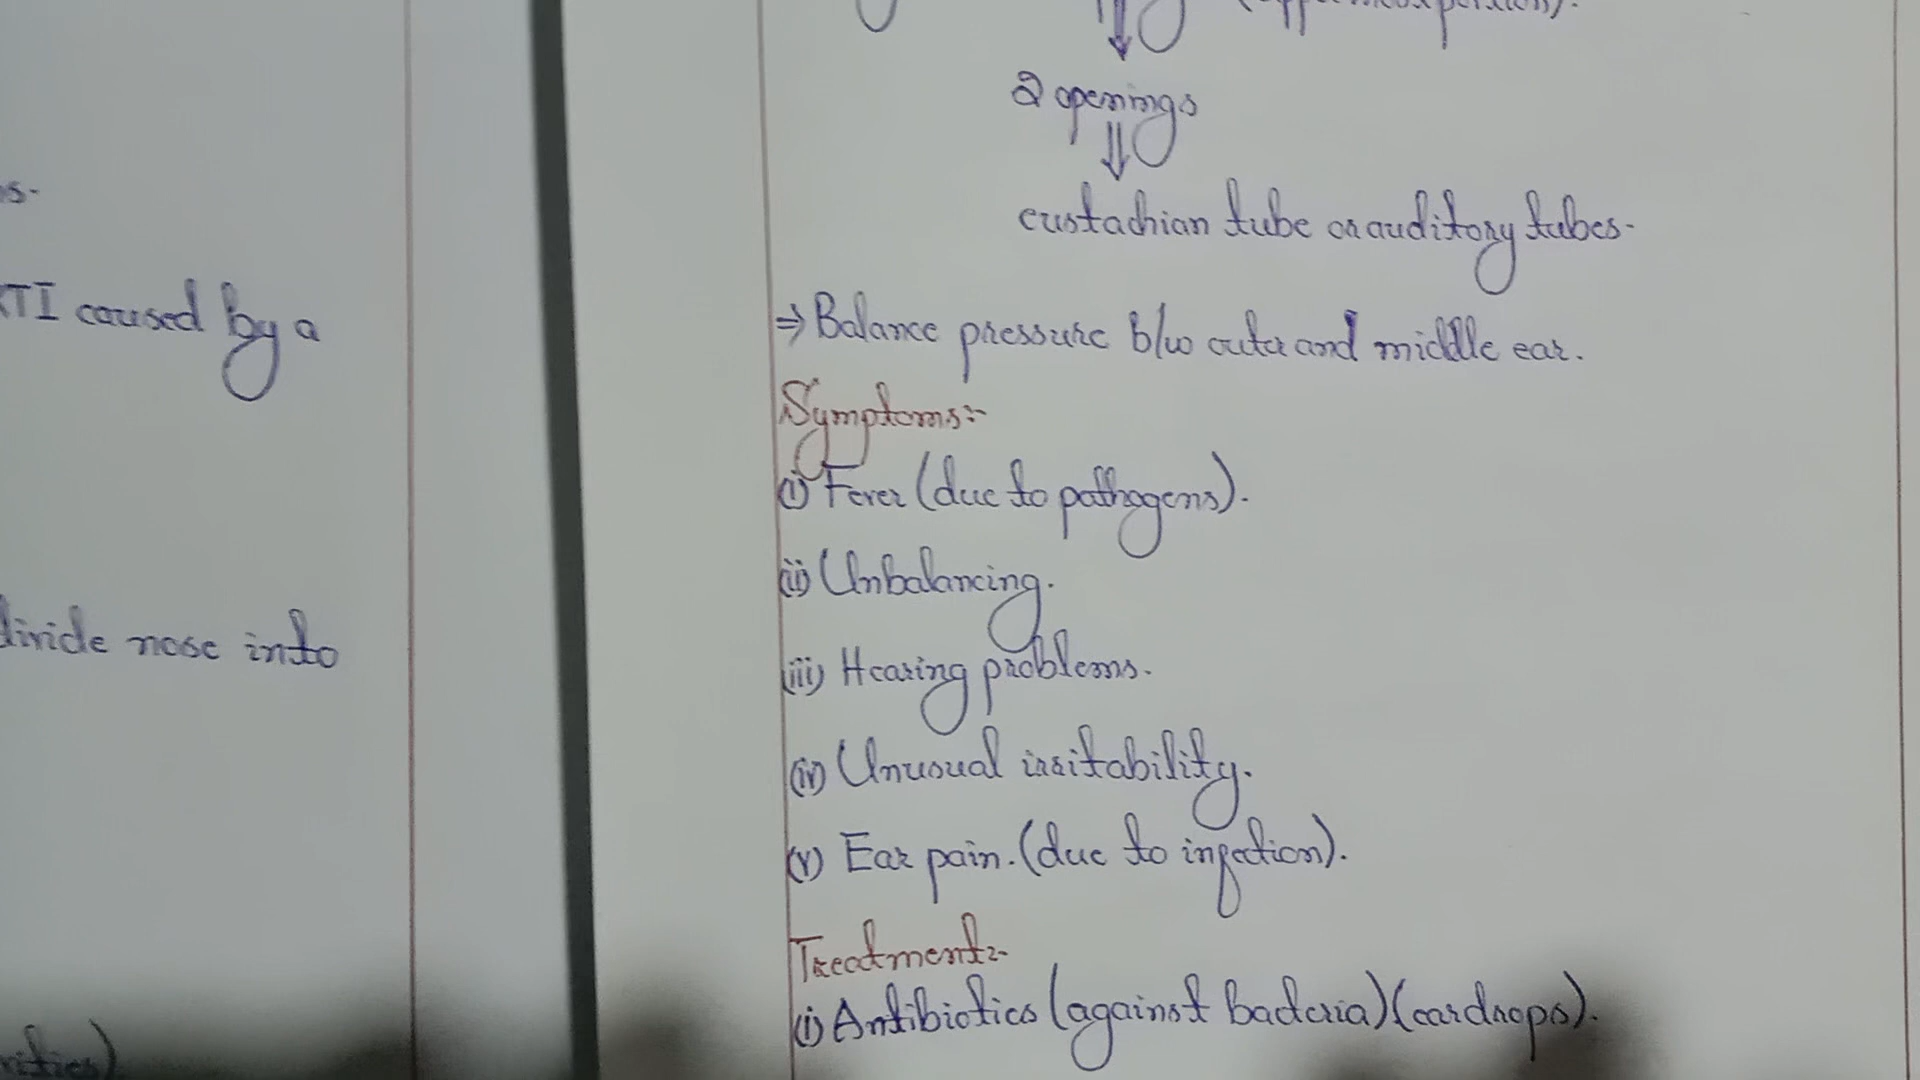 s.
TI caused by a
divide nose into
2 openings
⇓
eustachian tube or auditory tubes.
⇒ Balance pressure b/w outer and middle ear.
Symptoms:-
(i) Fever (due to pathogens).
(ii) Unbalancing.
(iii) Hearing problems.
(iv) Unusual irritability.
(v) Ear pain. (due to infection).
Treatment:-
(i) Antibiotics (against bacteria) (ear drops).